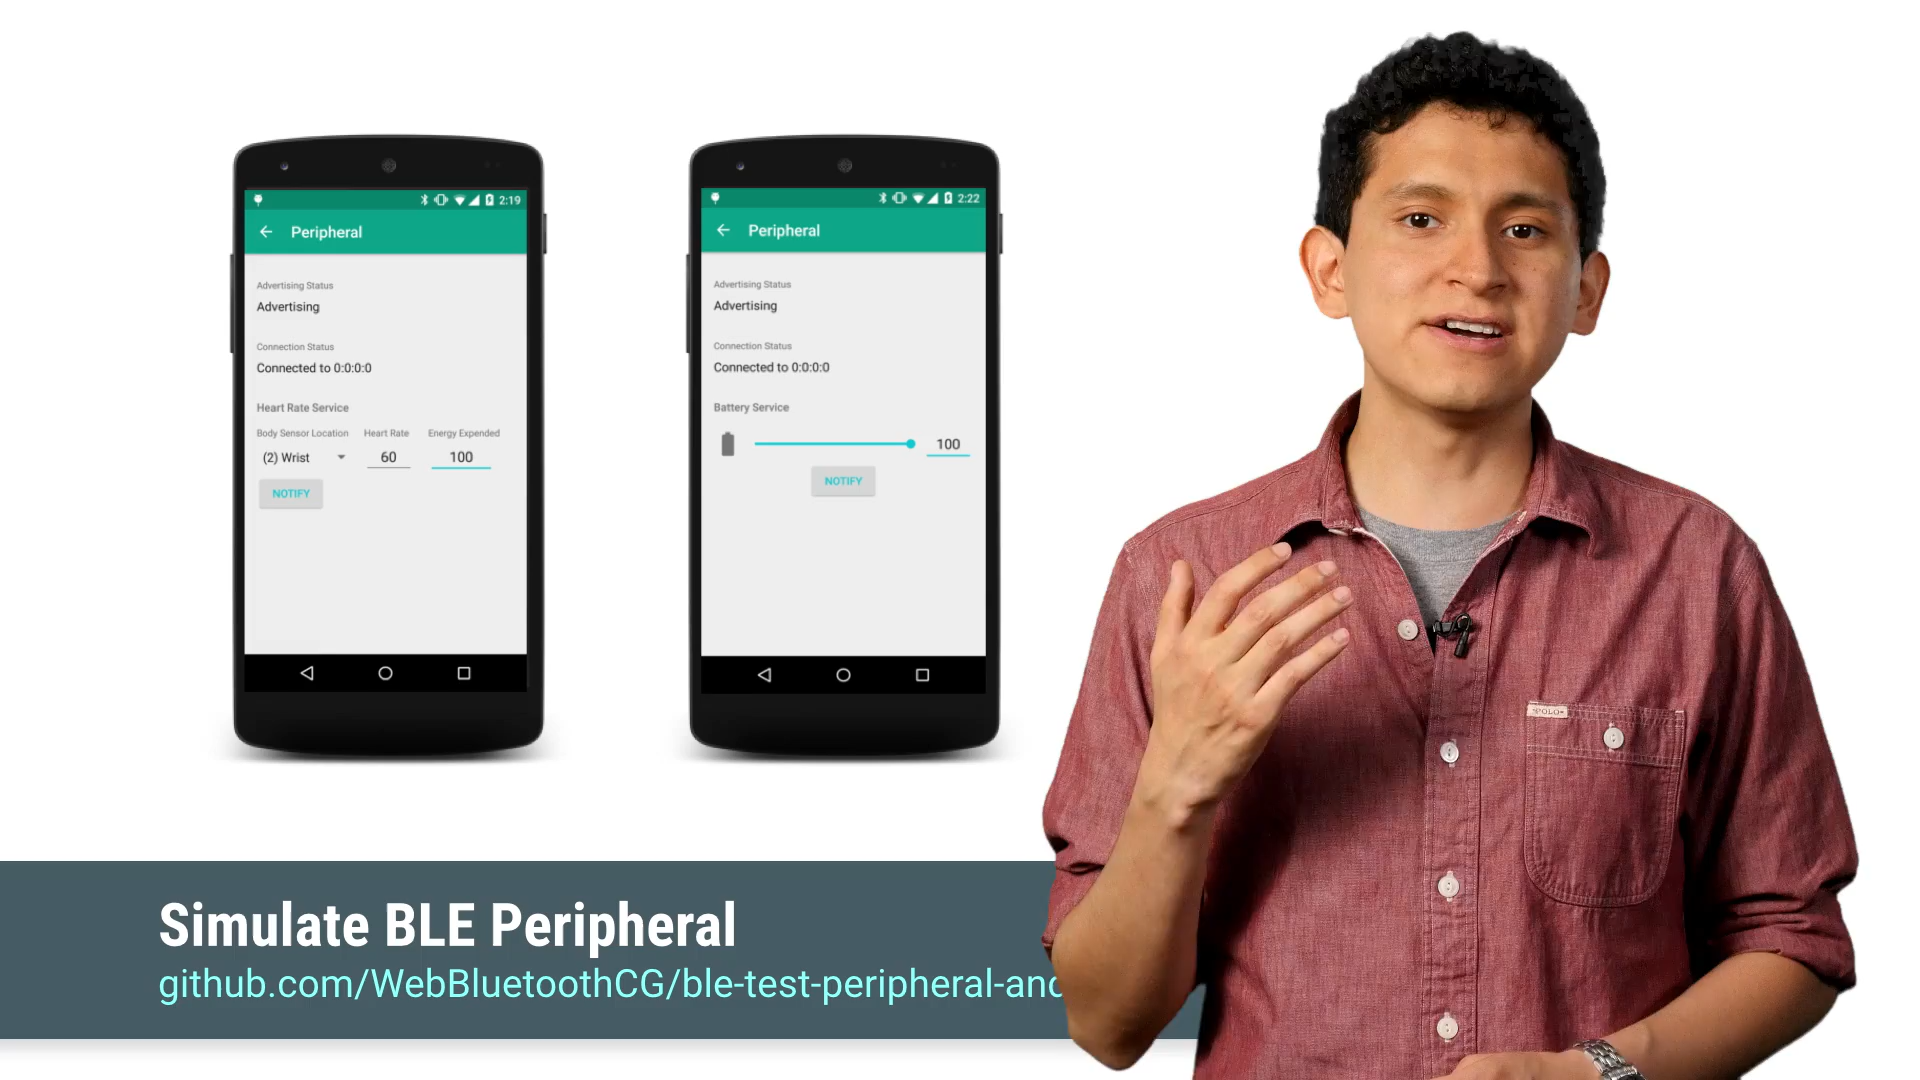 2:19
Peripheral
Advertising Status
Advertising
Connection Status
Connected to 0:0:0:0
Heart Rate Service
Body Sensor Location Heart Rate Energy Expended
(2) Wrist 60 100
NOTIFY
2:22
Peripheral
Advertising Status
Advertising
Connection Status
Connected to 0:0:0:0
Battery Service
100
NOTIFY
POLO
Simulate BLE Peripheral
github.com/WebBluetoothCG/ble-test-peripheral-and